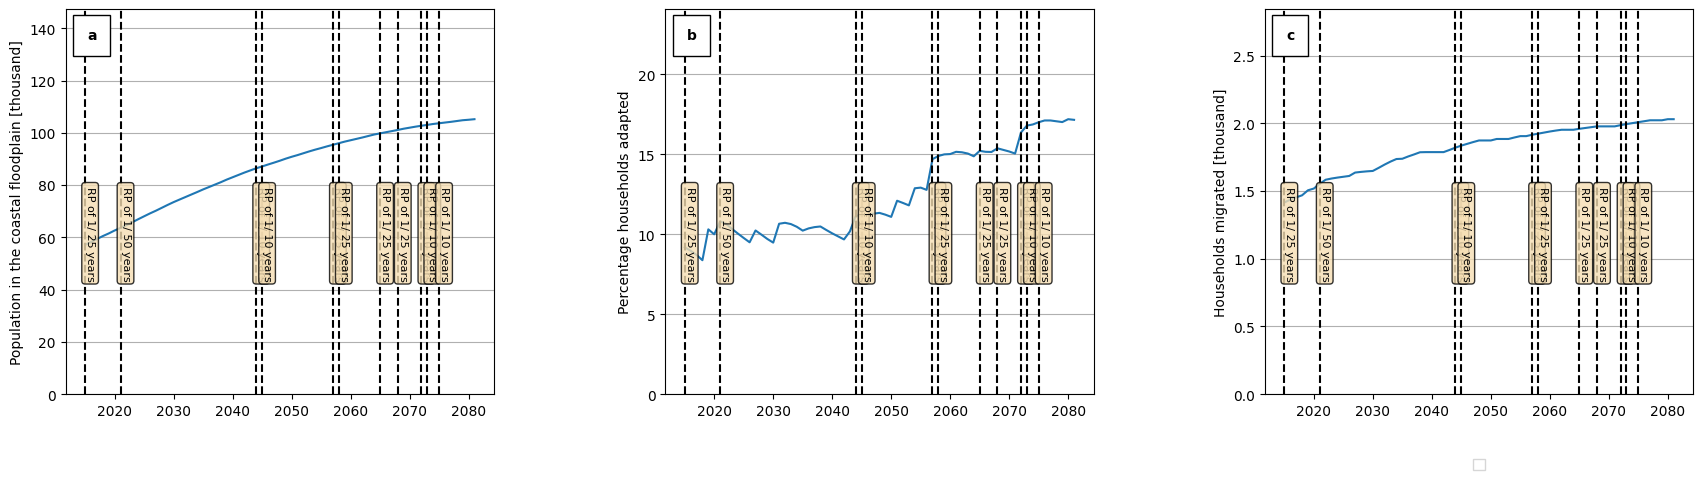 a
Population in the coastal floodplain [thousand]
140
120
100
80
60
40
20
0
2020 2030 2040 2050 2060 2070 2080
RP of 1/ 25 years
RP of 1/ 50 years
RP of 1/ 10 years
RP of 1/ 25 years
RP of 1/ 25 years
RP of 1/ 25 years
RP of 1/ 10 years
RP of 1/ 10 years
b
Percentage households adapted
20
15
10
5
0
2020 2030 2040 2050 2060 2070 2080
RP of 1/ 25 years
RP of 1/ 50 years
RP of 1/ 10 years
RP of 1/ 25 years
RP of 1/ 25 years
RP of 1/ 25 years
RP of 1/ 10 years
RP of 1/ 10 years
c
Households migrated [thousand]
2.5
2.0
1.5
1.0
0.5
0.0
2020 2030 2040 2050 2060 2070 2080
RP of 1/ 25 years
RP of 1/ 50 years
RP of 1/ 10 years
RP of 1/ 25 years
RP of 1/ 25 years
RP of 1/ 25 years
RP of 1/ 10 years
RP of 1/ 10 years